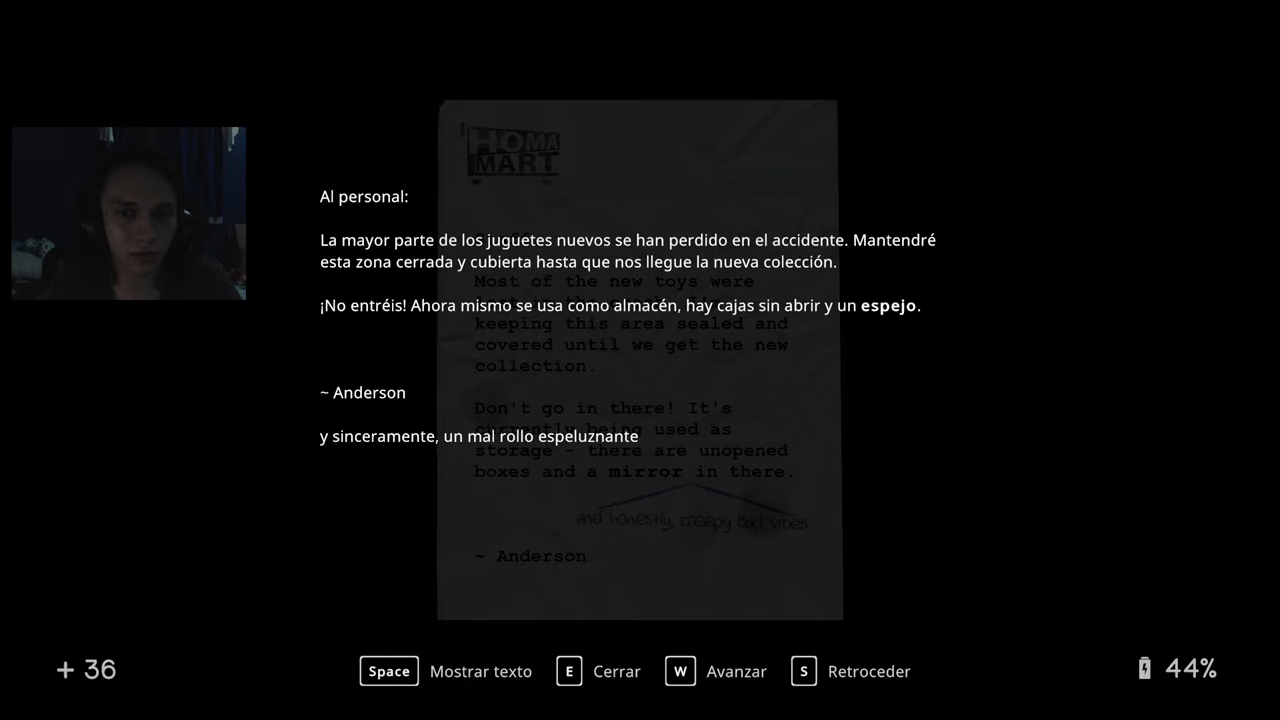 HOMA
MART
Al personal:
La mayor parte de los juguetes nuevos se han perdido en el accidente. Mantendré
esta zona cerrada y cubierta hasta que nos llegue la nueva colección.
Most of the new toys were
¡No entréis! Ahora mismo se usa como almacén, hay cajas sin abrir y un espejo.
keeping this area sealed and
covered until we get the new
collection.
~ Anderson
Don't go in there! It's
currently being used as
y sinceramente, un mal rollo espeluznante
storage - there are unopened
boxes and a mirror in there.
and honestly, creepy bad vibes
~ Anderson
+ 36
Space Mostrar texto E Cerrar W Avanzar S Retroceder
44%